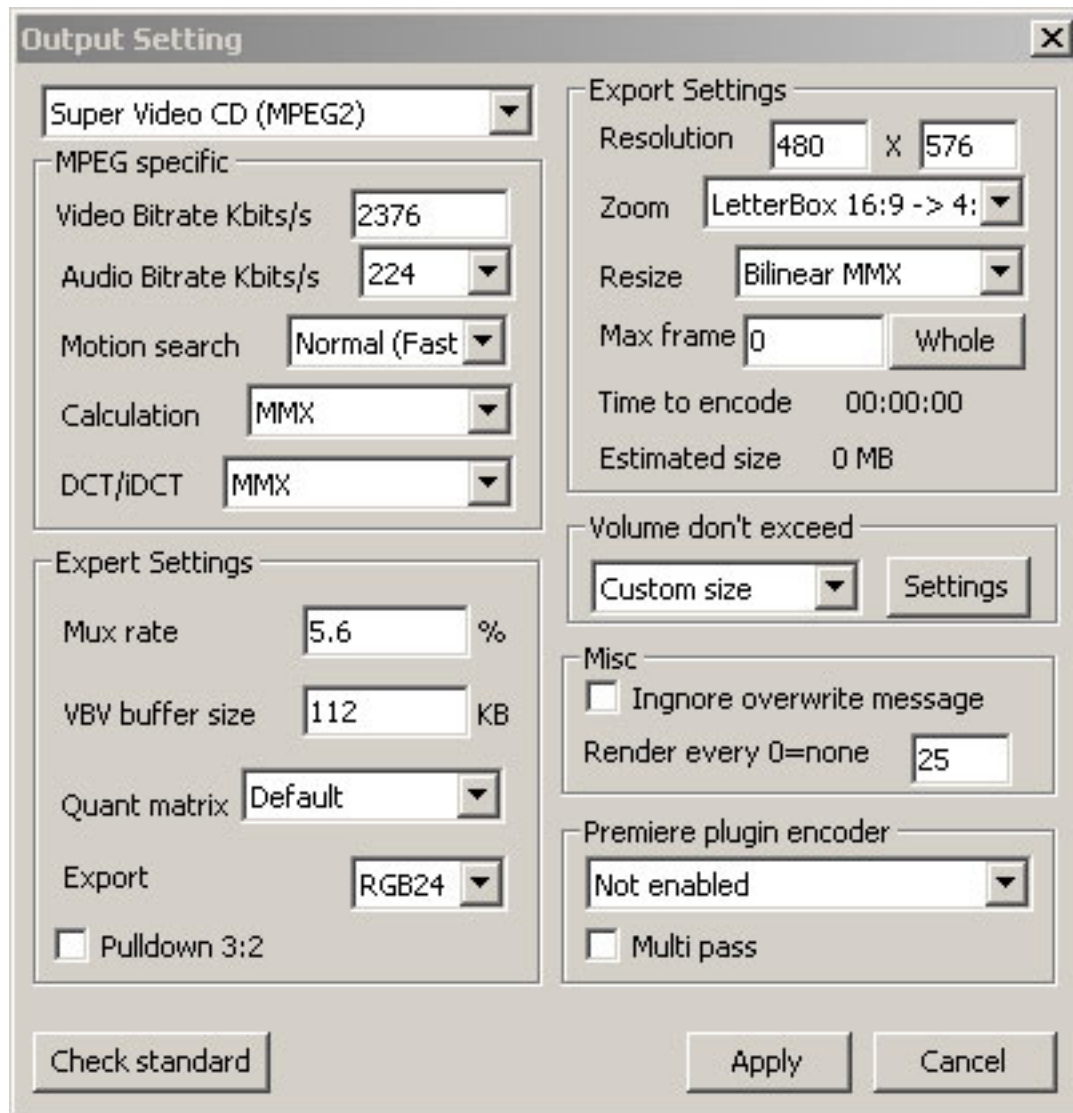 Output Setting
Super Video CD (MPEG2)
MPEG specific
Video Bitrate Kbits/s 2376
Audio Bitrate Kbits/s 224
Motion search Normal (Fast
Calculation MMX
DCT/iDCT MMX
Expert Settings
Mux rate 5.6 %
VBV buffer size 112 KB
Quant matrix Default
Export RGB24
Pulldown 3:2
Export Settings
Resolution 480 X 576
Zoom LetterBox 16:9 -> 4:
Resize Bilinear MMX
Max frame 0 Whole
Time to encode 00:00:00
Estimated size 0 MB
Volume don't exceed
Custom size Settings
Misc
Ingnore overwrite message
Render every 0=none 25
Premiere plugin encoder
Not enabled
Multi pass
Check standard Apply Cancel